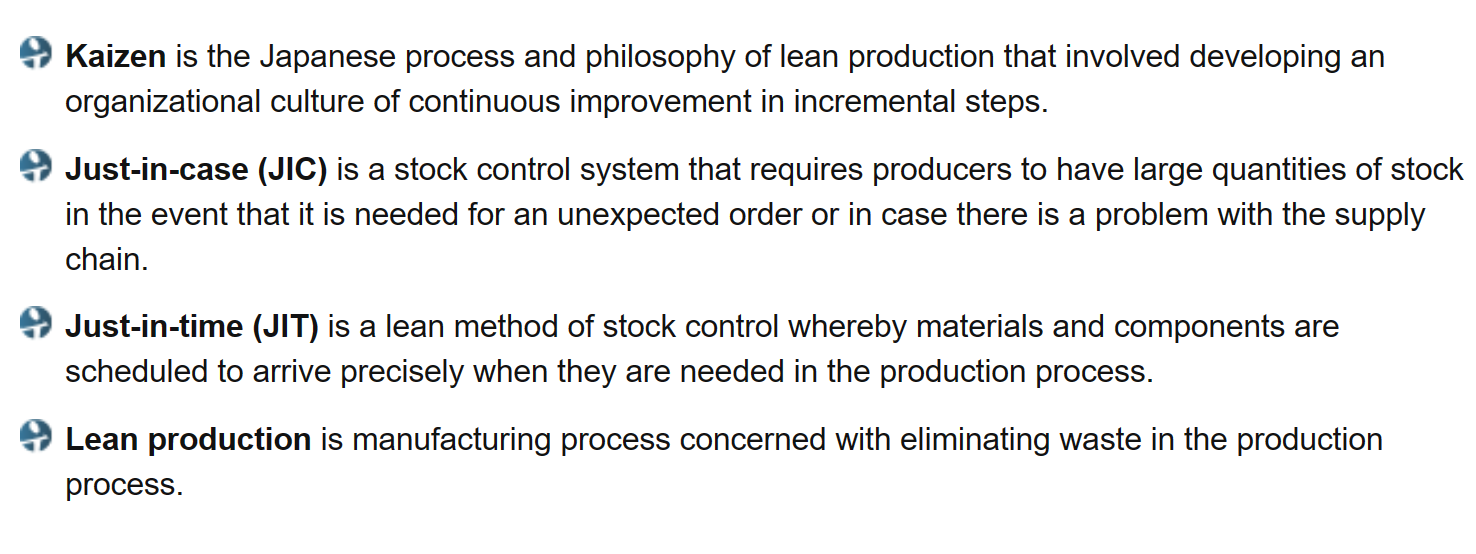 Kaizen is the Japanese process and philosophy of lean production that involved developing an
organizational culture of continuous improvement in incremental steps.
Just-in-case (JIC) is a stock control system that requires producers to have large quantities of stock
in the event that it is needed for an unexpected order or in case there is a problem with the supply
chain.
Just-in-time (JIT) is a lean method of stock control whereby materials and components are
scheduled to arrive precisely when they are needed in the production process.
Lean production is manufacturing process concerned with eliminating waste in the production
process.